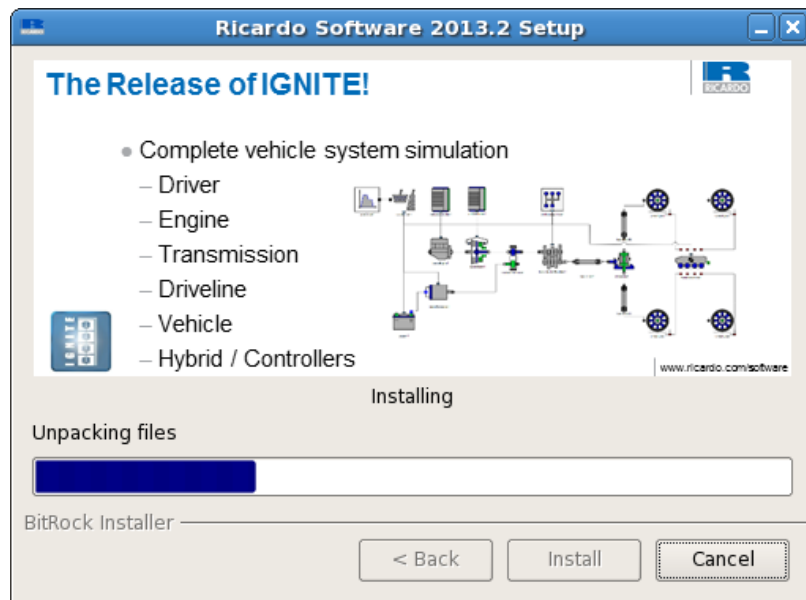 Ricardo Software 2013.2 Setup
The Release of IGNITE!
RICARDO
● Complete vehicle system simulation
– Driver
– Engine
– Transmission
– Driveline
– Vehicle
– Hybrid / Controllers
IGNITE
www.ricardo.com/software
Installing
Unpacking files
BitRock Installer
< Back
Install
Cancel